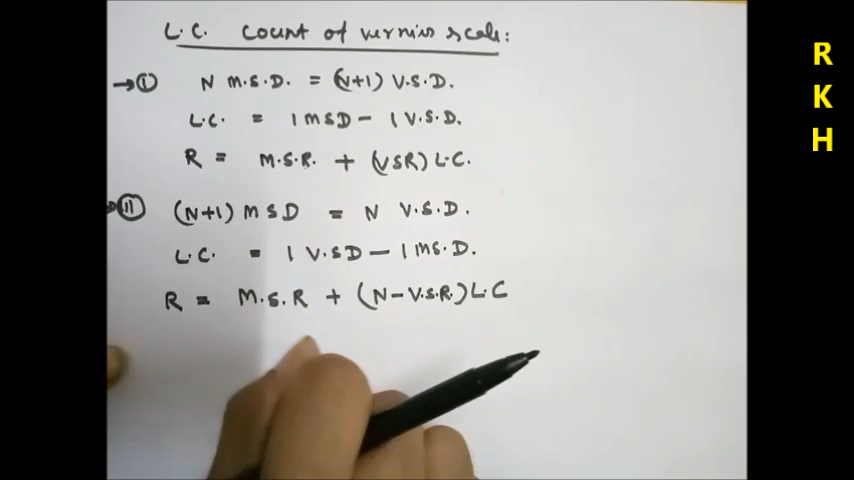 L.C. Count of vernier scale:
→ I N M.S.D. = (N+1) V.S.D.
L.C. = 1 MSD - 1 V.S.D.
R = M.S.R. + (VSR) L.C.
→ II (N+1) MSD = N V.S.D.
L.C. = 1 V.SD - 1 MS.D.
R = M.S.R + (N - V.S.R.) L.C
R
K
H